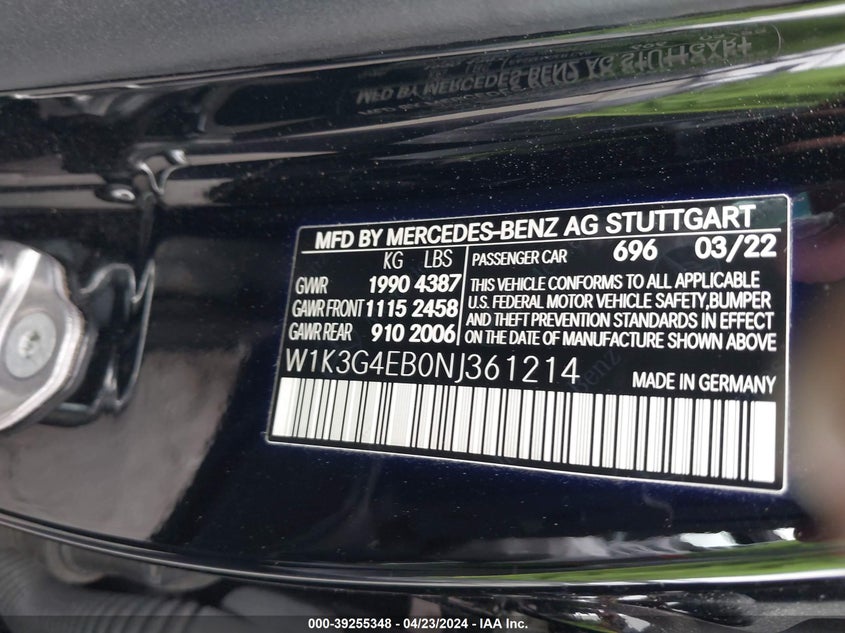 MFD BY MERCEDES-BENZ AG STUTTGART
KG LBS
GVWR 1990 4387
GAWR FRONT 1115 2458
GAWR REAR 910 2006
PASSENGER CAR 696 03/22
THIS VEHICLE CONFORMS TO ALL APPLICABLE
U.S. FEDERAL MOTOR VEHICLE SAFETY,BUMPER
AND THEFT PREVENTION STANDARDS IN EFFECT
ON THE DATE OF MANUFACTURE SHOWN ABOVE
W1K3G4EB0NJ361214
MADE IN GERMANY
000-39255348 - 04/23/2024 - IAAI, Inc.